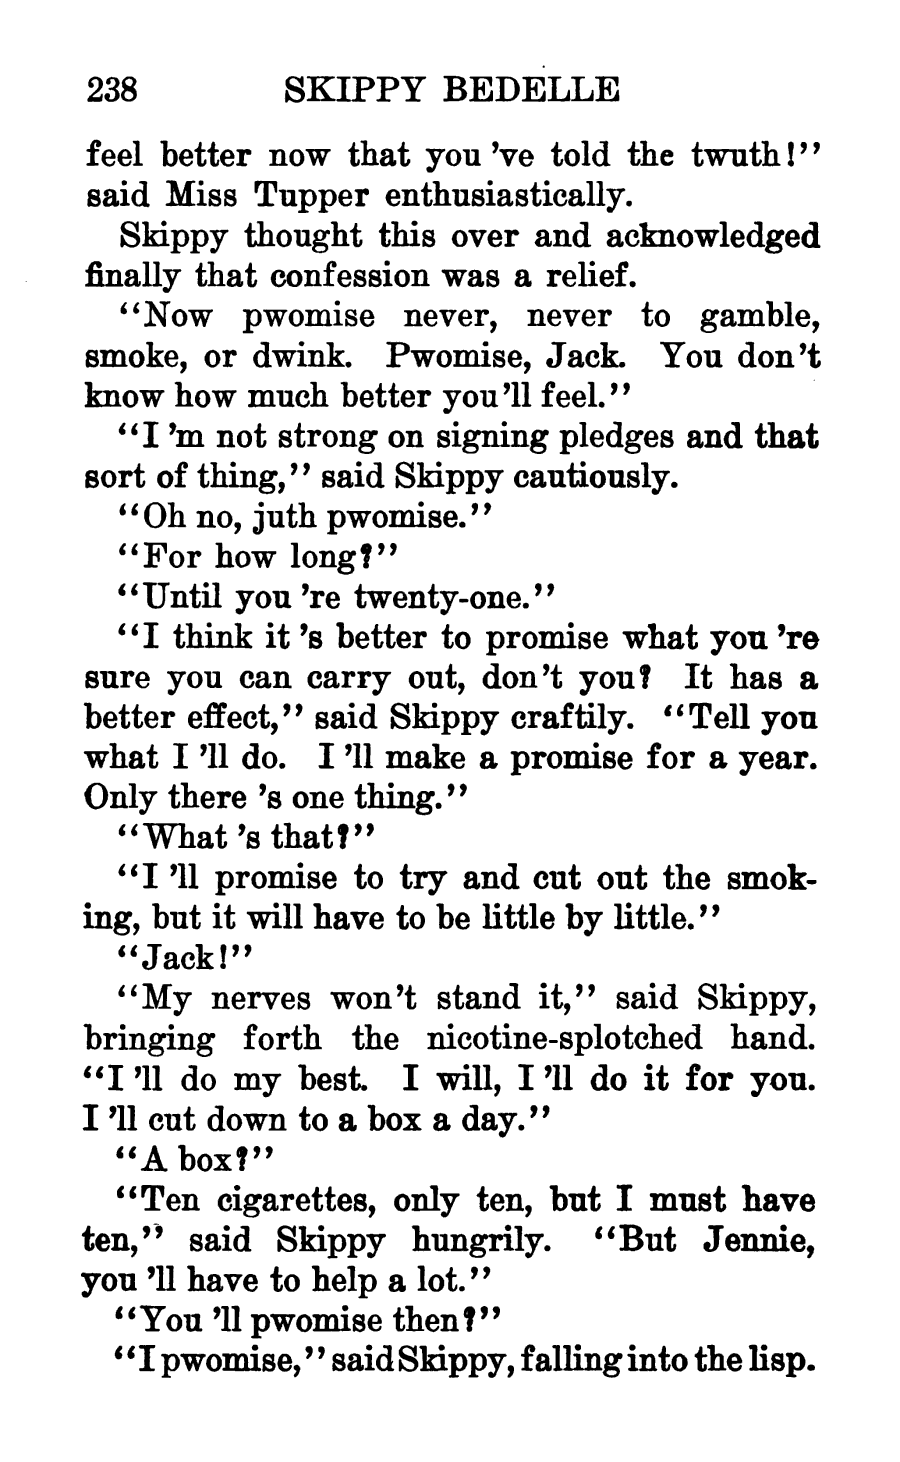 238 SKIPPY BEDELLE
feel better now that you 've told the twuth!"
said Miss Tupper enthusiastically.
Skippy thought this over and acknowledged
finally that confession was a relief.
"Now pwomise never, never to gamble,
smoke, or dwink. Pwomise, Jack. You don't
know how much better you'll feel."
"I 'm not strong on signing pledges and that
sort of thing," said Skippy cautiously.
"Oh no, juth pwomise."
"For how long?"
"Until you 're twenty-one."
"I think it 's better to promise what you 're
sure you can carry out, don't you? It has a
better effect," said Skippy craftily. "Tell you
what I 'll do. I 'll make a promise for a year.
Only there 's one thing."
"What 's that?"
"I 'll promise to try and cut out the smok-
ing, but it will have to be little by little."
"Jack!"
"My nerves won't stand it," said Skippy,
bringing forth the nicotine-splotched hand.
"I 'll do my best. I will, I 'll do it for you.
I 'll cut down to a box a day."
"A box?"
"Ten cigarettes, only ten, but I must have
ten," said Skippy hungrily. "But Jennie,
you 'll have to help a lot."
"You 'll pwomise then?"
"I pwomise," said Skippy, falling into the lisp.